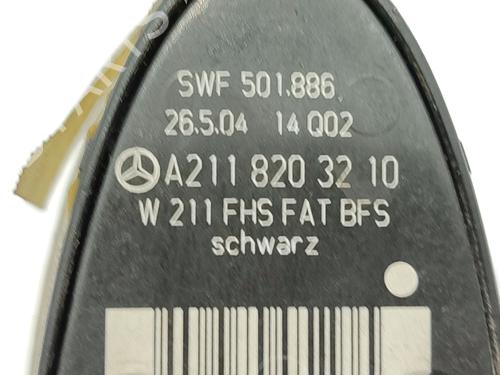 SWF 501.886
26.5.04 14 Q02
A211 820 32 10
W 211 FHS FAT BFS
schwarz